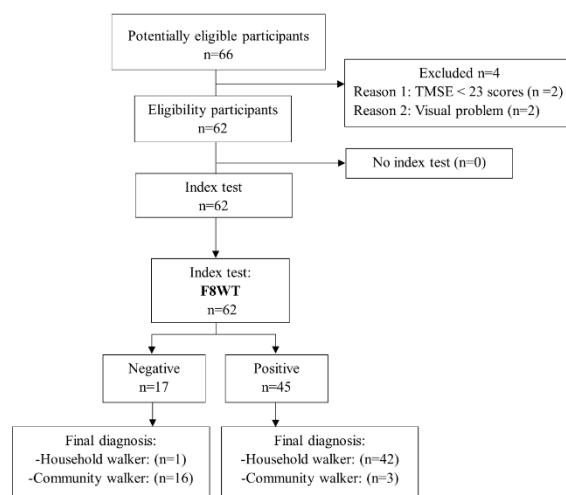 Potentially eligible participants
n=66
Excluded n=4
Reason 1: TMSE < 23 scores (n =2)
Reason 2: Visual problem (n=2)
Eligibility participants
n=62
No index test (n=0)
Index test
n=62
Index test:
F8WT
n=62
Negative
n=17
Positive
n=45
Final diagnosis:
-Household walker: (n=1)
-Community walker: (n=16)
Final diagnosis:
-Household walker: (n=42)
-Community walker: (n=3)